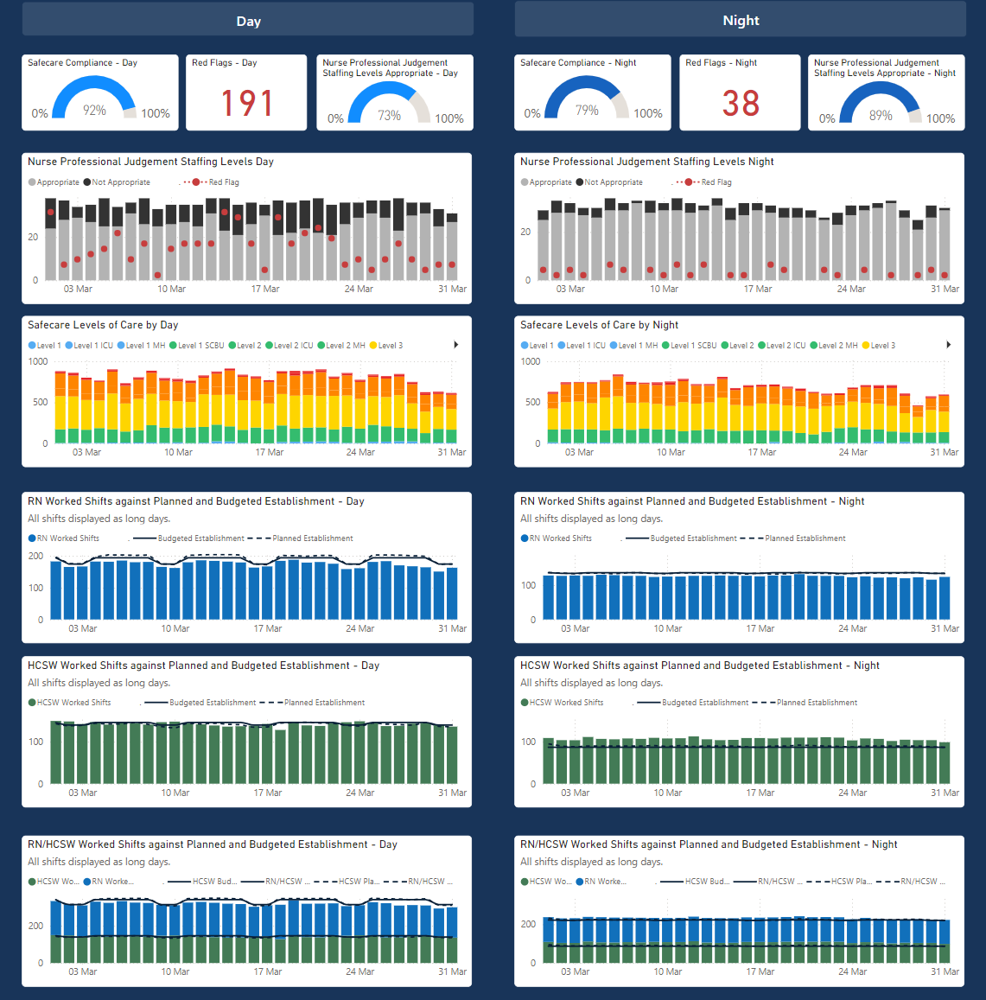 Day
Night
Safecare Compliance - Day
0%
92%
100%
Red Flags - Day
191
Nurse Professional Judgement
Staffing Levels Appropriate - Day
0%
73%
100%
Safecare Compliance - Night
0%
79%
100%
Red Flags - Night
38
Nurse Professional Judgement
Staffing Levels Appropriate - Night
0%
89%
100%
Nurse Professional Judgement Staffing Levels Day
Appropriate Not Appropriate . Red Flag
20
0
03 Mar 10 Mar 17 Mar 24 Mar 31 Mar
Nurse Professional Judgement Staffing Levels Night
Appropriate Not Appropriate . Red Flag
20
0
03 Mar 10 Mar 17 Mar 24 Mar 31 Mar
Safecare Levels of Care by Day
Level 1 Level 1 ICU Level 1 MH Level 1 SCBU Level 2 Level 2 ICU Level 2 MH Level 3
1000
500
0
03 Mar 10 Mar 17 Mar 24 Mar 31 Mar
Safecare Levels of Care by Night
Level 1 Level 1 ICU Level 1 MH Level 1 SCBU Level 2 Level 2 ICU Level 2 MH Level 3
1000
500
0
03 Mar 10 Mar 17 Mar 24 Mar 31 Mar
RN Worked Shifts against Planned and Budgeted Establishment - Day
All shifts displayed as long days.
RN Worked Shifts . Budgeted Establishment Planned Establishment
200
100
0
03 Mar 10 Mar 17 Mar 24 Mar 31 Mar
RN Worked Shifts against Planned and Budgeted Establishment - Night
All shifts displayed as long days.
RN Worked Shifts . Budgeted Establishment Planned Establishment
100
0
03 Mar 10 Mar 17 Mar 24 Mar 31 Mar
HCSW Worked Shifts against Planned and Budgeted Establishment - Day
All shifts displayed as long days.
HCSW Worked Shifts . Budgeted Establishment Planned Establishment
100
0
03 Mar 10 Mar 17 Mar 24 Mar 31 Mar
HCSW Worked Shifts against Planned and Budgeted Establishment - Night
All shifts displayed as long days.
HCSW Worked Shifts . Budgeted Establishment Planned Establishment
100
0
03 Mar 10 Mar 17 Mar 24 Mar 31 Mar
RN/HCSW Worked Shifts against Planned and Budgeted Establishment - Day
All shifts displayed as long days.
HCSW Wo... RN Worke... . HCSW Bud... RN/HCSW ... HCSW Pla... RN/HCSW ...
200
0
03 Mar 10 Mar 17 Mar 24 Mar 31 Mar
RN/HCSW Worked Shifts against Planned and Budgeted Establishment - Night
All shifts displayed as long days.
HCSW Wo... RN Worke... . HCSW Bud... RN/HCSW ... HCSW Pla... RN/HCSW ...
200
0
03 Mar 10 Mar 17 Mar 24 Mar 31 Mar